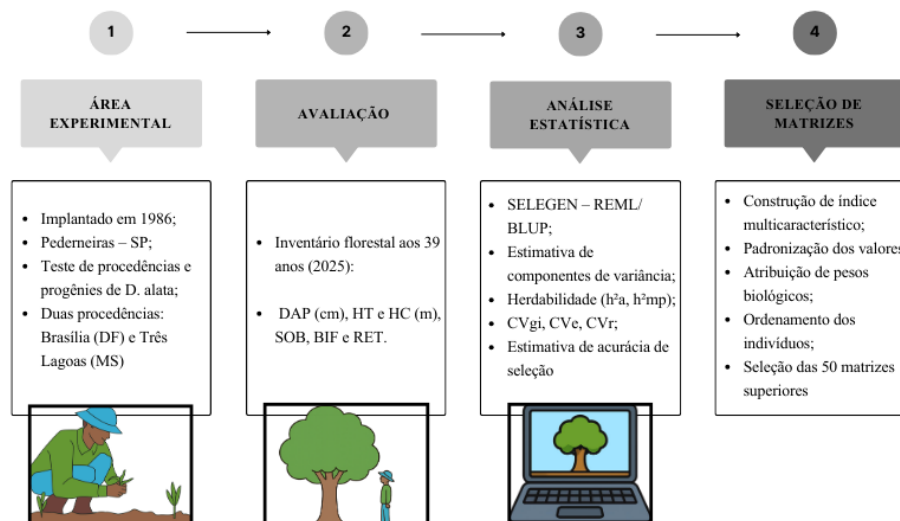 1
2
3
4
ÁREA
EXPERIMENTAL
AVALIAÇÃO
ANÁLISE
ESTATÍSTICA
SELEÇÃO DE
MATRIZES
• Implantado em 1986;
• Pederneiras – SP;
• Teste de procedências e
progênies de D. alata;
• Duas procedências:
Brasília (DF) e Três
Lagoas (MS)
• Inventário florestal aos 39
anos (2025):
• DAP (cm), HT e HC (m),
SOB, BIF e RET.
• SELEGEN – REML/
BLUP;
• Estimativa de
componentes de variância;
• Herdabilidade (h²a, h²mp);
• CVgi, CVe, CVr;
• Estimativa de acurácia de
seleção
• Construção de índice
multicaracterístico;
• Padronização dos valores
• Atribuição de pesos
biológicos;
• Ordenamento dos
indivíduos;
• Seleção das 50 matrizes
superiores